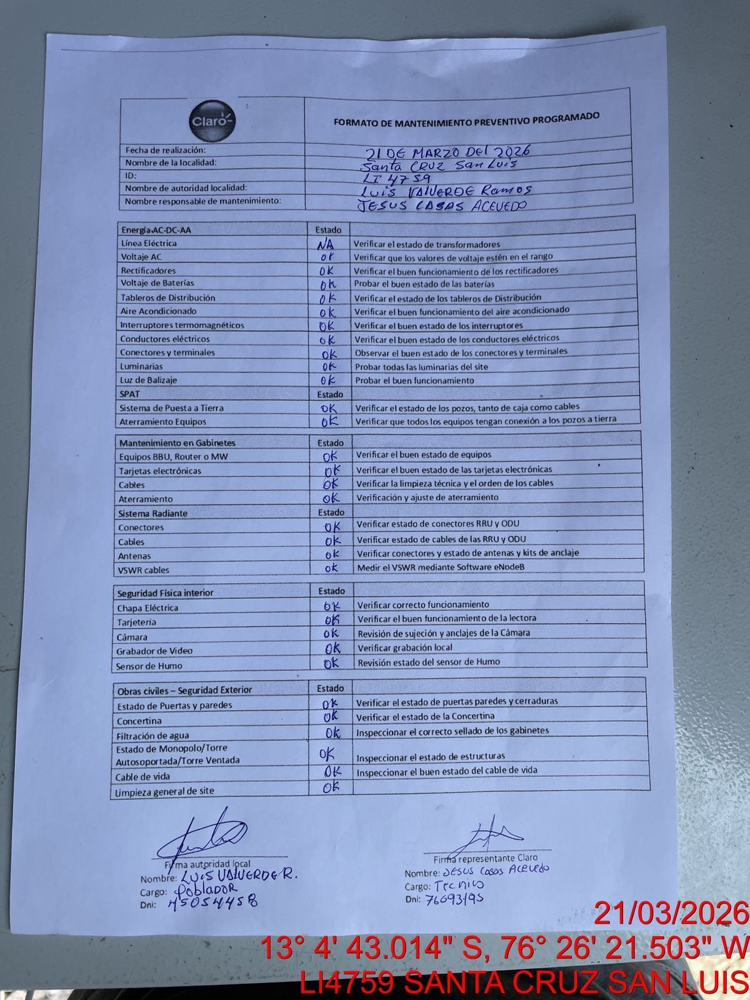 Claro
FORMATO DE MANTENIMIENTO PREVENTIVO PROGRAMADO
Fecha de realización: 21 DE MARZO DEl 2026
Nombre de la localidad: Santa CRUZ San Luis
ID: LI 4759
Nombre de autoridad localidad: LUIS VALVERDE Ramos
Nombre responsable de mantenimiento: JESUS CASAS ACEVEDO
Energía AC-DC-AA Estado
Línea Eléctrica NA Verificar el estado de transformadores
Voltaje AC OK Verificar que los valores de voltaje estén en el rango
Rectificadores OK Verificar el buen funcionamiento de los rectificadores
Voltaje de Baterías OK Probar el buen estado de las baterías
Tableros de Distribución OK Verificar el estado de los tableros de Distribución
Aire Acondicionado OK Verificar el buen funcionamiento del aire acondicionado
Interruptores termomagnéticos OK Verificar el buen estado de los interruptores
Conductores eléctricos OK Verificar el buen estado de los conductores eléctricos
Conectores y terminales OK Observar el buen estado de los conectores y terminales
Luminarias OK Probar todas las luminarias del site
Luz de Balizaje OK Probar el buen funcionamiento
SPAT Estado
Sistema de Puesta a Tierra OK Verificar el estado de los pozos, tanto de caja como cables
Aterramiento Equipos OK Verificar que todos los equipos tengan conexión a los pozos a tierra
Mantenimiento en Gabinetes Estado
Equipos BBU, Router o MW OK Verificar el buen estado de equipos
Tarjetas electrónicas OK Verificar el buen estado de las tarjetas electrónicas
Cables OK Verificar la limpieza técnica y el orden de los cables
Aterramiento OK Verificación y ajuste de aterramiento
Sistema Radiante Estado
Conectores OK Verificar estado de conectores RRU y ODU
Cables OK Verificar estado de cables de las RRU y ODU
Antenas OK Verificar conectores y estado de antenas y kits de anclaje
VSWR cables OK Medir el VSWR mediante Software eNodeB
Seguridad Física interior Estado
Chapa Eléctrica OK Verificar correcto funcionamiento
Tarjetería OK Verificar el buen funcionamiento de la lectora
Cámara OK Revisión de sujeción y anclajes de la Cámara
Grabador de Video OK Verificar grabación local
Sensor de Humo OK Revisión estado del sensor de Humo
Obras civiles – Seguridad Exterior Estado
Estado de Puertas y paredes OK Verificar el estado de puertas paredes y cerraduras
Concertina OK Verificar el estado de la Concertina
Filtración de agua OK Inspeccionar el correcto sellado de los gabinetes
Estado de Monopolo/Torre
Autosoportada/Torre Ventada OK Inspeccionar el estado de estructuras
Cable de vida OK Inspeccionar el buen estado del cable de vida
Limpieza general de site OK
Firma autoridad local
Nombre: LUIS VALVERDE R.
Cargo: Poblador
Dni: 45054458
Firma representante Claro
Nombre: JESUS Casas Acevedo
Cargo: Tecnico
Dni: 76693195
21/03/2026
13° 4' 43.014" S, 76° 26' 21.503" W
LI4759 SANTA CRUZ SAN LUIS